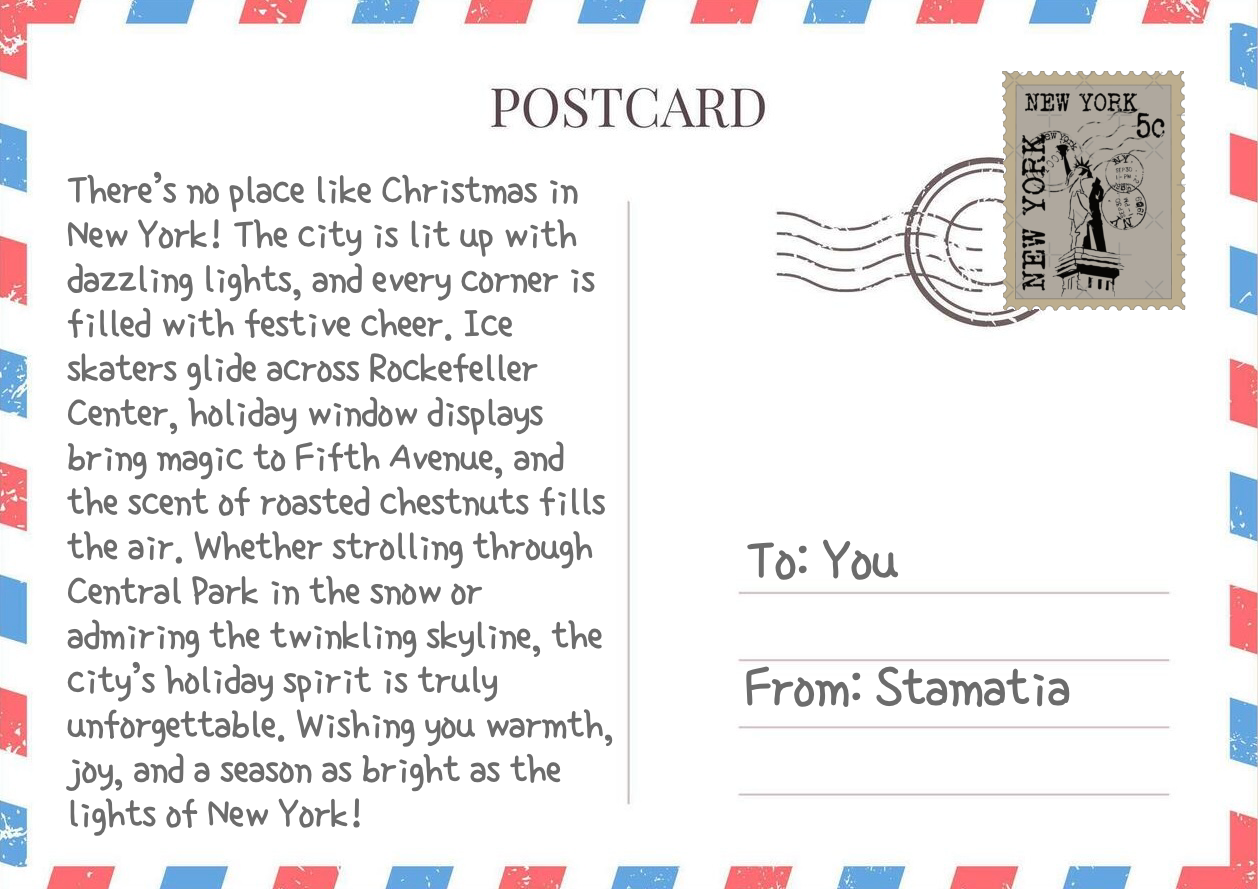 POSTCARD
NEW YORK
5c
NEW YORK
There's no place like Christmas in
New York! The city is lit up with
dazzling lights, and every corner is
filled with festive cheer. Ice
skaters glide across Rockefeller
Center, holiday window displays
bring magic to Fifth Avenue, and
the scent of roasted chestnuts fills
the air. Whether strolling through
Central Park in the snow or
admiring the twinkling skyline, the
city's holiday spirit is truly
unforgettable. Wishing you warmth,
joy, and a season as bright as the
lights of New York!
To: You
From: Stamatia